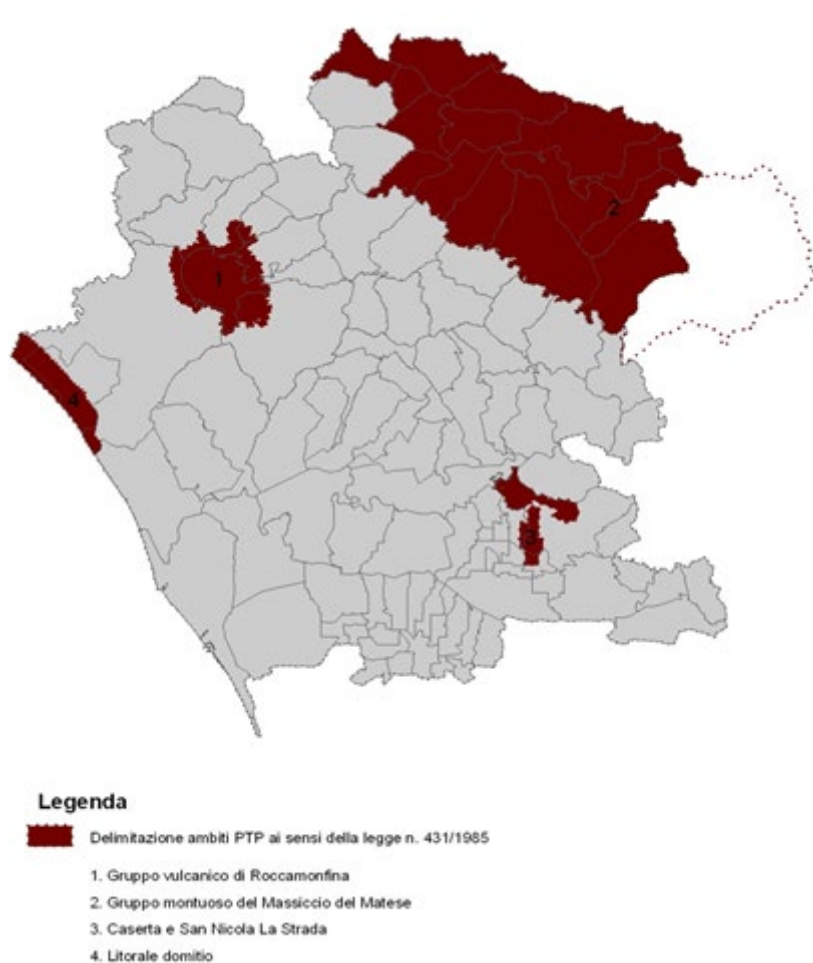 2
1
4
3
Legenda
Delimitazione ambiti PTP ai sensi della legge n. 431/1985
1. Gruppo vulcanico di Roccamonfina
2. Gruppo montuoso del Massiccio del Matese
3. Caserta e San Nicola La Strada
4. Litorale domitio